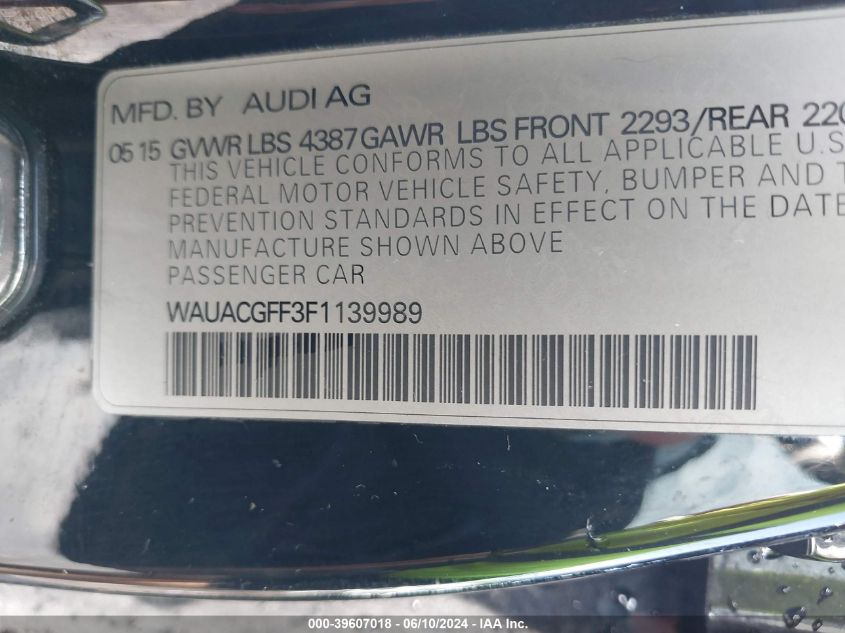 MFD. BY AUDI AG
05 15 GVWR LBS 4387 GAWR LBS FRONT 2293/REAR
THIS VEHICLE CONFORMS TO ALL APPLICABLE U.S
FEDERAL MOTOR VEHICLE SAFETY, BUMPER AND
PREVENTION STANDARDS IN EFFECT ON THE DATE
MANUFACTURE SHOWN ABOVE
PASSENGER CAR
WAUACGFF3F1139989
000-39607018 - 06/10/2024 - IAA Inc.